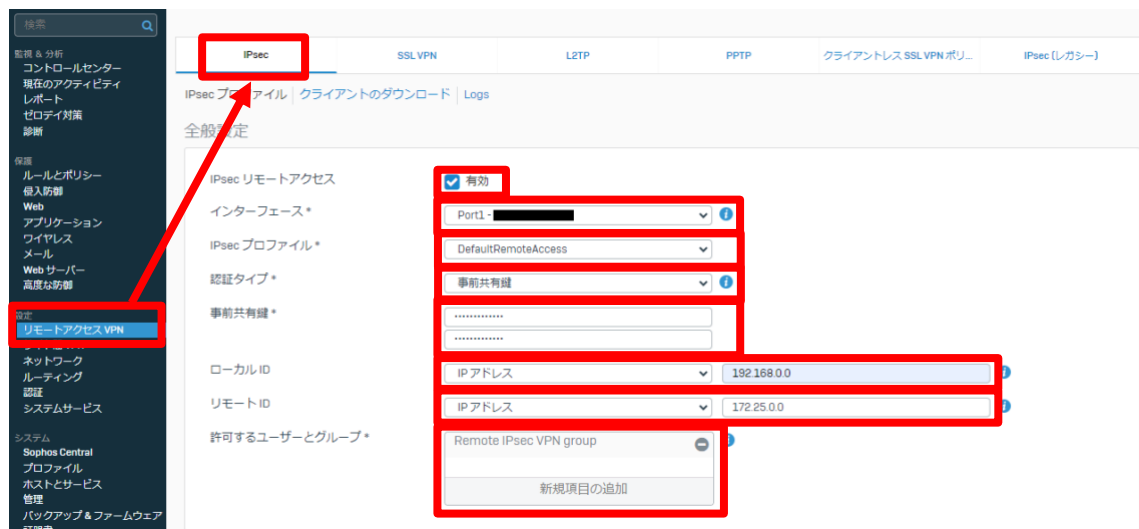 検索
監視 & 分析
コントロールセンター
現在のアクティビティ
レポート
ゼロデイ対策
診断
保護
ルールとポリシー
侵入防御
Web
アプリケーション
ワイヤレス
メール
Web サーバー
高度な防御
設定
リモートアクセス VPN
ネットワーク
ルーティング
認証
システムサービス
システム
Sophos Central
プロファイル
ホストとサービス
管理
バックアップ & ファームウェア
IPsec SSL VPN L2TP PPTP クライアントレス SSL VPN ポリ... IPsec (レガシー)
IPsec プロファイル クライアントのダウンロード Logs
全般設定
IPsec リモートアクセス 有効
インターフェース * Port1 -
IPsec プロファイル * DefaultRemoteAccess
認証タイプ * 事前共有鍵
事前共有鍵 * •••••••••••••
•••••••••••••
ローカル ID IP アドレス 192.168.0.0
リモート ID IP アドレス 172.25.0.0
許可するユーザーとグループ * Remote IPsec VPN group
新規項目の追加